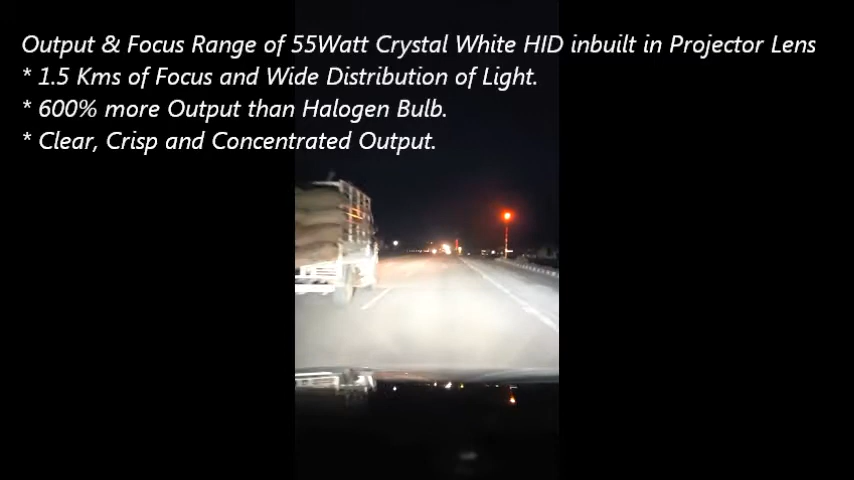 Output & Focus Range of 55Watt Crystal White HID inbuilt in Projector Lens
* 1.5 Kms of Focus and Wide Distribution of Light.
* 600% more Output than Halogen Bulb.
* Clear, Crisp and Concentrated Output.